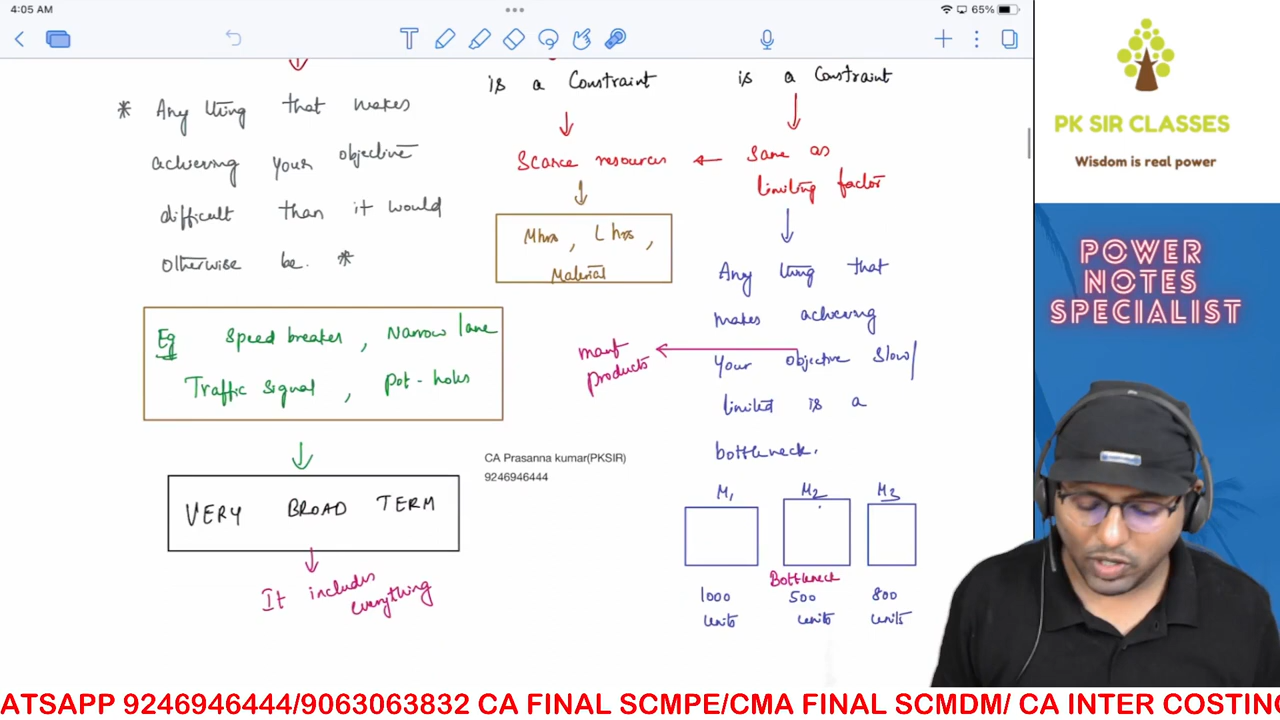 4:05 AM
65%
* Any thing that makes
achieving your objective
difficult than it would
otherwise be. *
Eg Speed breaker, Narrow lane
Traffic Signal, pot-holes
VERY BROAD TERM
It includes
everything
is a Constraint
Scarce resources
Mhrs, L hrs,
Material
is a Constraint
Same as
limiting factor
Any thing that
makes achieving
your objective slow/
limited is a
bottleneck.
manf
products
CA Prasanna kumar(PKSIR)
9246946444
M1 M2 M3
Bottleneck
1000 500 800
units units units
PK SIR CLASSES
Wisdom is real power
POWER
NOTES
SPECIALIST
ATSAPP 9246946444/9063063832 CA FINAL SCMPE/CMA FINAL SCMDM/ CA INTER COSTING